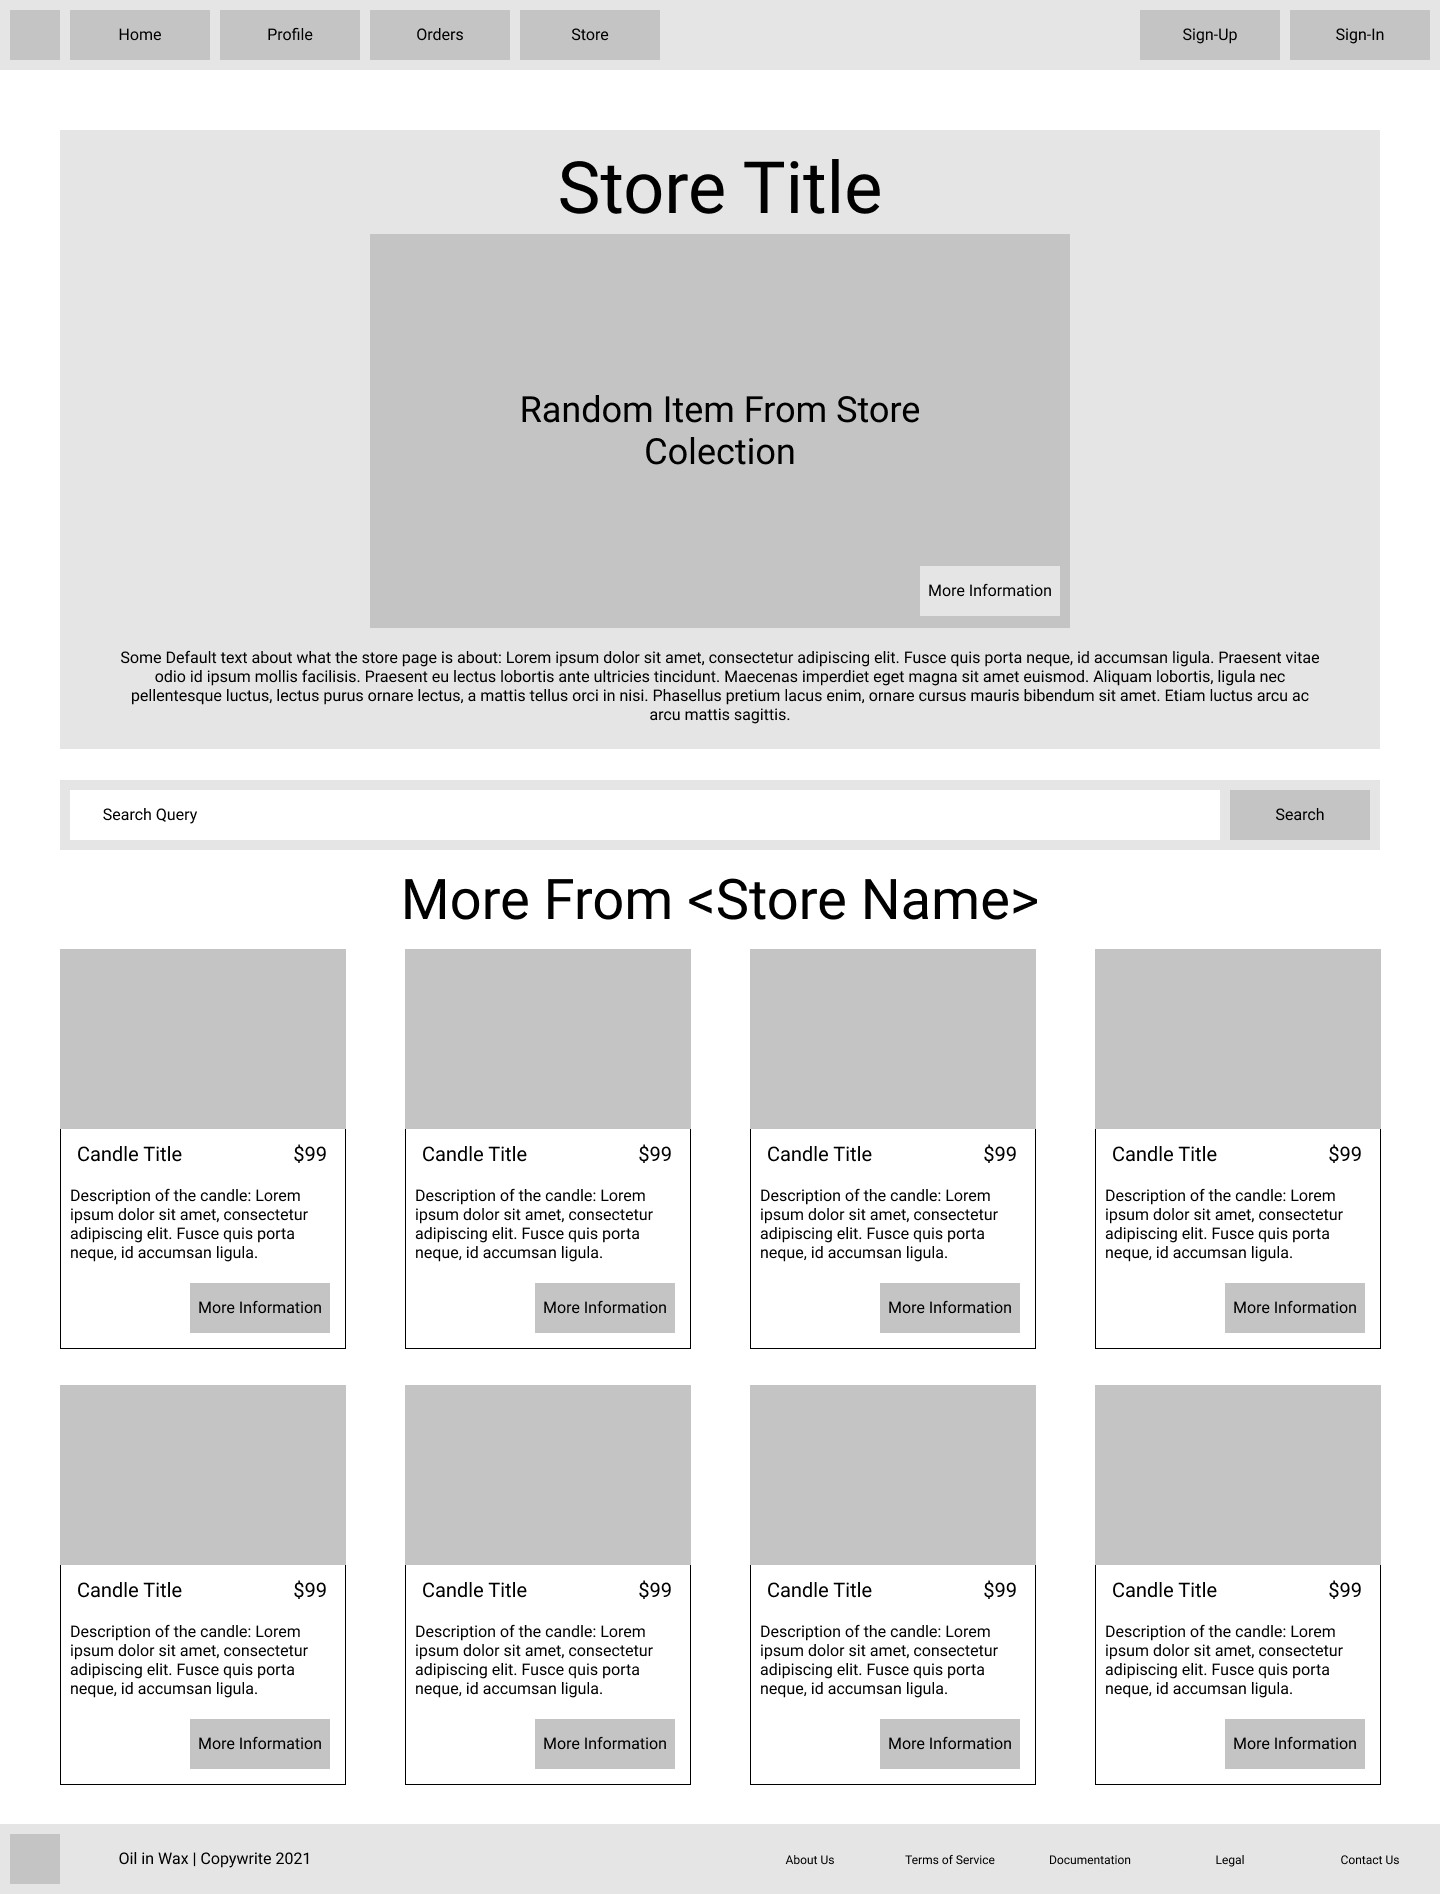 Home Profile Orders Store Sign-Up Sign-In
Store Title
Random Item From Store
Colection
More Information
Some Default text about what the store page is about: Lorem ipsum dolor sit amet, consectetur adipiscing elit. Fusce quis porta neque, id accumsan ligula. Praesent vitae
odio id ipsum mollis facilisis. Praesent eu lectus lobortis ante ultricies tincidunt. Maecenas imperdiet eget magna sit amet euismod. Aliquam lobortis, ligula nec
pellentesque luctus, lectus purus ornare lectus, a mattis tellus orci in nisi. Phasellus pretium lacus enim, ornare cursus mauris bibendum sit amet. Etiam luctus arcu ac
arcu mattis sagittis.
Search Query Search
More From <Store Name>
Candle Title $99
Description of the candle: Lorem
ipsum dolor sit amet, consectetur
adipiscing elit. Fusce quis porta
neque, id accumsan ligula.
More Information
Candle Title $99
Description of the candle: Lorem
ipsum dolor sit amet, consectetur
adipiscing elit. Fusce quis porta
neque, id accumsan ligula.
More Information
Candle Title $99
Description of the candle: Lorem
ipsum dolor sit amet, consectetur
adipiscing elit. Fusce quis porta
neque, id accumsan ligula.
More Information
Candle Title $99
Description of the candle: Lorem
ipsum dolor sit amet, consectetur
adipiscing elit. Fusce quis porta
neque, id accumsan ligula.
More Information
Candle Title $99
Description of the candle: Lorem
ipsum dolor sit amet, consectetur
adipiscing elit. Fusce quis porta
neque, id accumsan ligula.
More Information
Candle Title $99
Description of the candle: Lorem
ipsum dolor sit amet, consectetur
adipiscing elit. Fusce quis porta
neque, id accumsan ligula.
More Information
Candle Title $99
Description of the candle: Lorem
ipsum dolor sit amet, consectetur
adipiscing elit. Fusce quis porta
neque, id accumsan ligula.
More Information
Candle Title $99
Description of the candle: Lorem
ipsum dolor sit amet, consectetur
adipiscing elit. Fusce quis porta
neque, id accumsan ligula.
More Information
Oil in Wax | Copywrite 2021 About Us Terms of Service Documentation Legal Contact Us